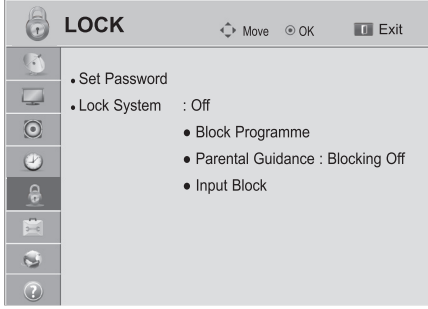 LOCK Move OK Exit
• Set Password
• Lock System : Off
● Block Programme
● Parental Guidance : Blocking Off
● Input Block
?